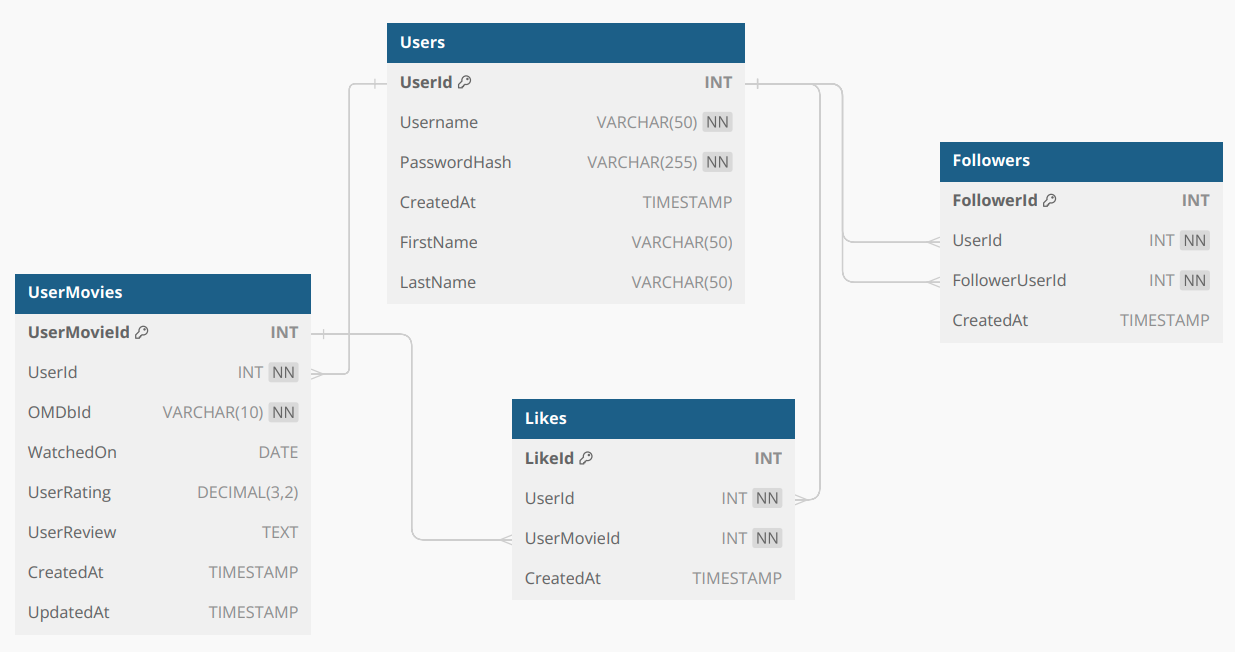 Users
UserId INT
Username VARCHAR(50) NN
PasswordHash VARCHAR(255) NN
CreatedAt TIMESTAMP
FirstName VARCHAR(50)
LastName VARCHAR(50)
Followers
FollowerId INT
UserId INT NN
FollowerUserId INT NN
CreatedAt TIMESTAMP
UserMovies
UserMovieId INT
UserId INT NN
OMDbId VARCHAR(10) NN
WatchedOn DATE
UserRating DECIMAL(3,2)
UserReview TEXT
CreatedAt TIMESTAMP
UpdatedAt TIMESTAMP
Likes
LikeId INT
UserId INT NN
UserMovieId INT NN
CreatedAt TIMESTAMP